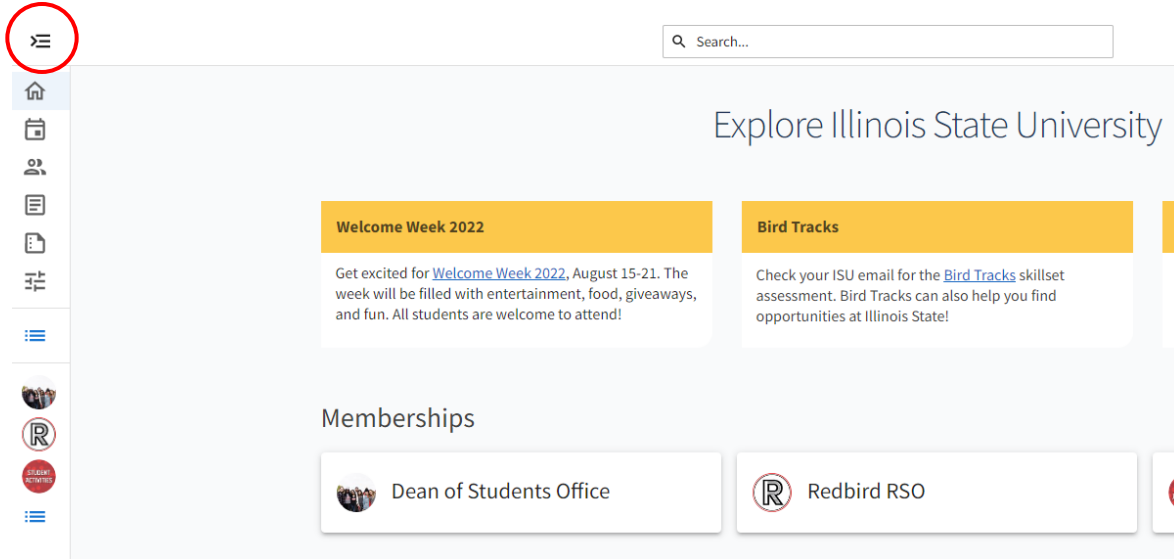 Search...
Explore Illinois State University
Welcome Week 2022
Get excited for Welcome Week 2022, August 15-21. The
week will be filled with entertainment, food, giveaways,
and fun. All students are welcome to attend!
Bird Tracks
Check your ISU email for the Bird Tracks skillset
assessment. Bird Tracks can also help you find
opportunities at Illinois State!
Memberships
R
STUDENT
ACTIVITIES
Dean of Students Office
R
Redbird RSO